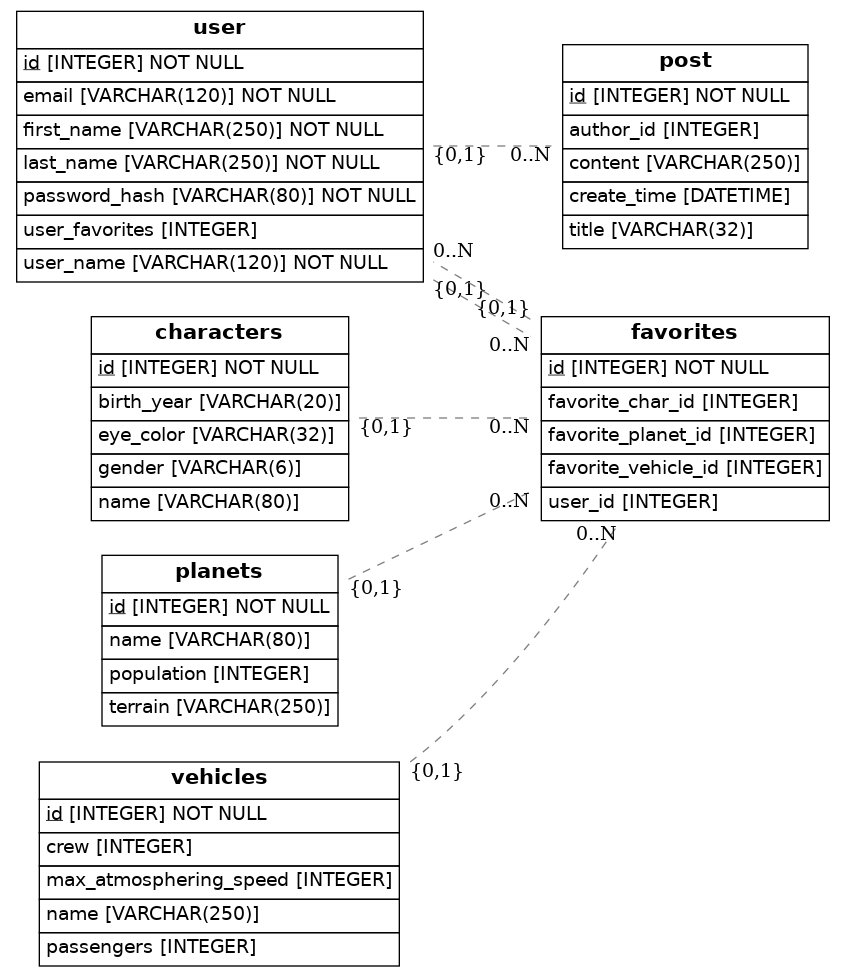 user
id [INTEGER] NOT NULL
email [VARCHAR(120)] NOT NULL
first_name [VARCHAR(250)] NOT NULL
last_name [VARCHAR(250)] NOT NULL
password_hash [VARCHAR(80)] NOT NULL
user_favorites [INTEGER]
user_name [VARCHAR(120)] NOT NULL
post
id [INTEGER] NOT NULL
author_id [INTEGER]
content [VARCHAR(250)]
create_time [DATETIME]
title [VARCHAR(32)]
{0,1} 0..N
0..N
{0,1}
{0,1}
0..N
characters
id [INTEGER] NOT NULL
birth_year [VARCHAR(20)]
eye_color [VARCHAR(32)]
gender [VARCHAR(6)]
name [VARCHAR(80)]
favorites
id [INTEGER] NOT NULL
favorite_char_id [INTEGER]
favorite_planet_id [INTEGER]
favorite_vehicle_id [INTEGER]
user_id [INTEGER]
{0,1} 0..N
0..N
{0,1}
0..N
{0,1}
planets
id [INTEGER] NOT NULL
name [VARCHAR(80)]
population [INTEGER]
terrain [VARCHAR(250)]
vehicles
id [INTEGER] NOT NULL
crew [INTEGER]
max_atmosphering_speed [INTEGER]
name [VARCHAR(250)]
passengers [INTEGER]